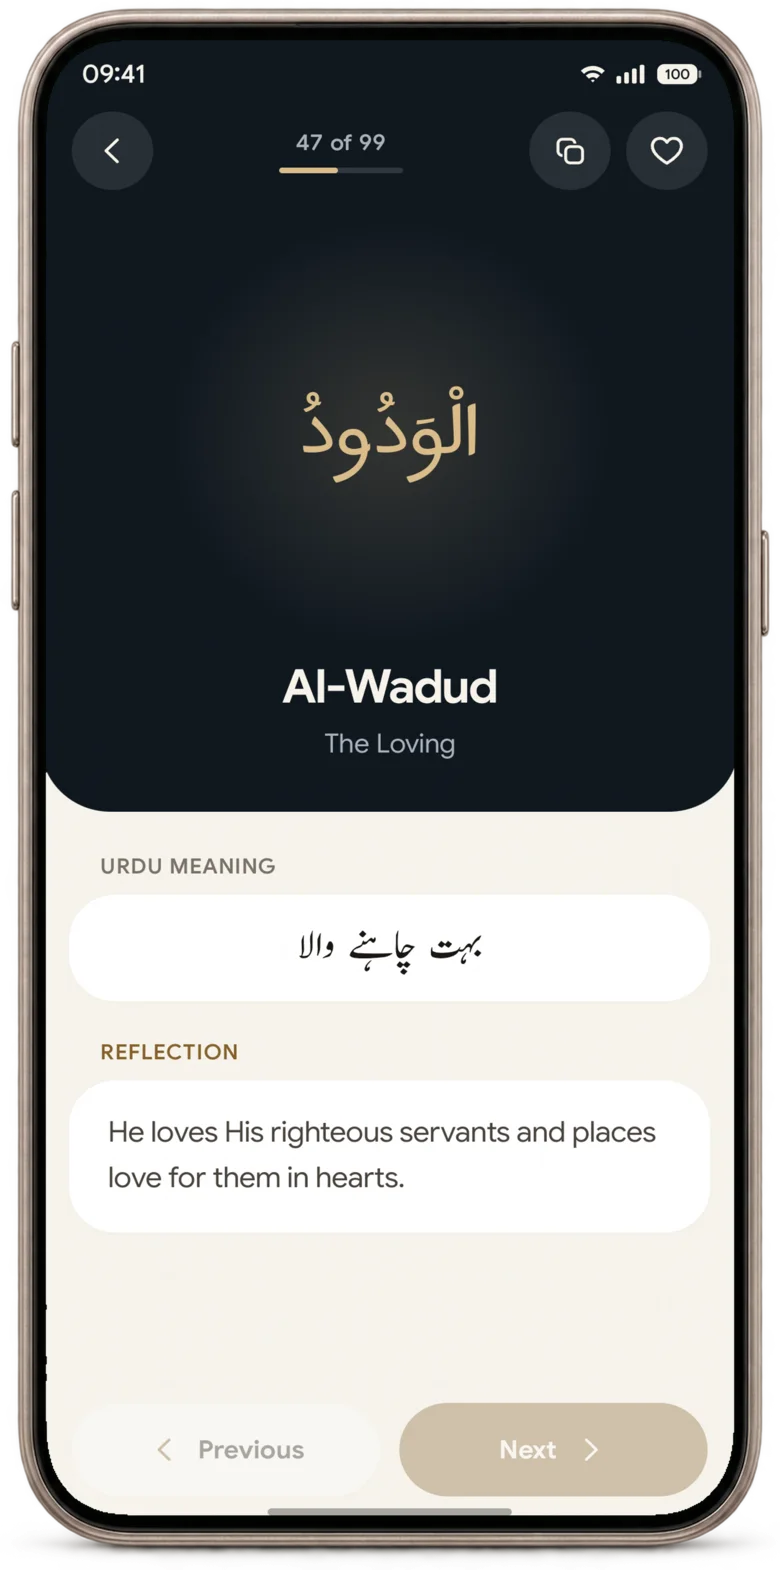 09:41
100
47 of 99
الْوَدُودُ
Al-Wadud
The Loving
URDU MEANING
بہت چاہنے والا
REFLECTION
He loves His righteous servants and places
love for them in hearts.
Previous
Next